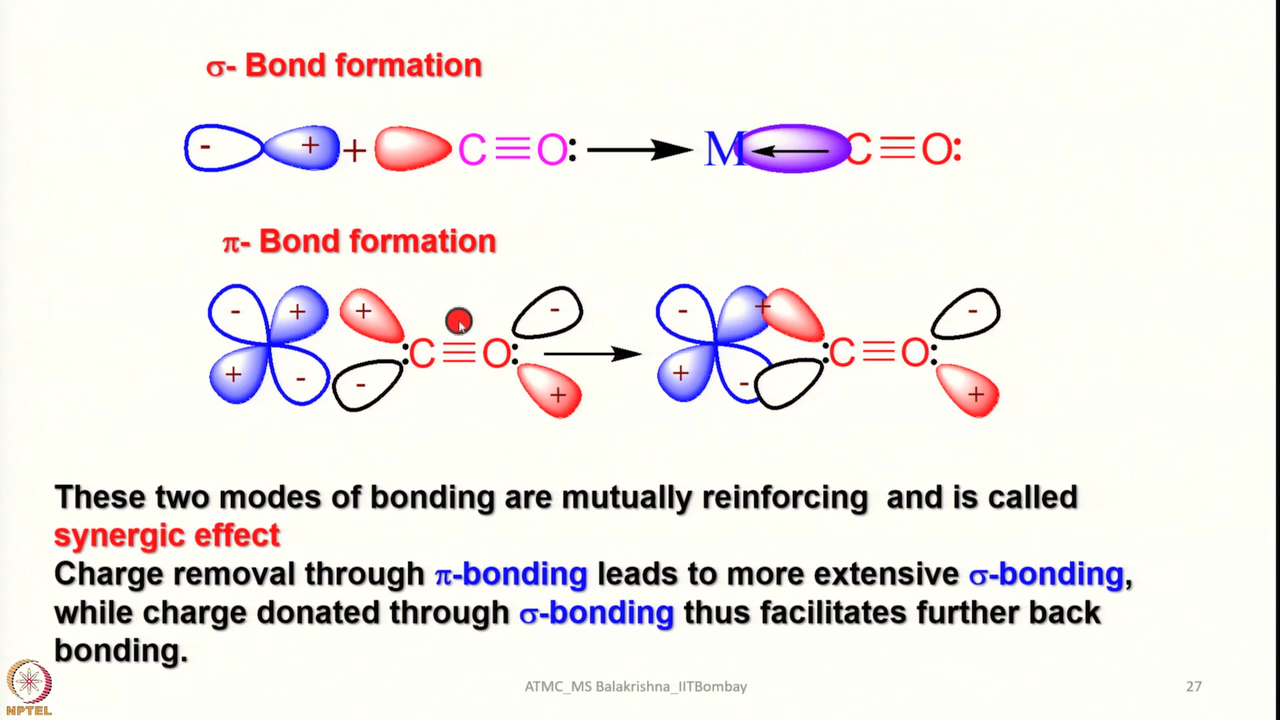 σ- Bond formation
- + + C≡O: M C≡O:
π- Bond formation
- + + :C≡O: - - + :C≡O: -
+ - - + + - +
These two modes of bonding are mutually reinforcing and is called
synergic effect
Charge removal through π-bonding leads to more extensive σ-bonding,
while charge donated through σ-bonding thus facilitates further back
bonding.
NPTEL
ATMC_MS Balakrishna_IITBombay
27